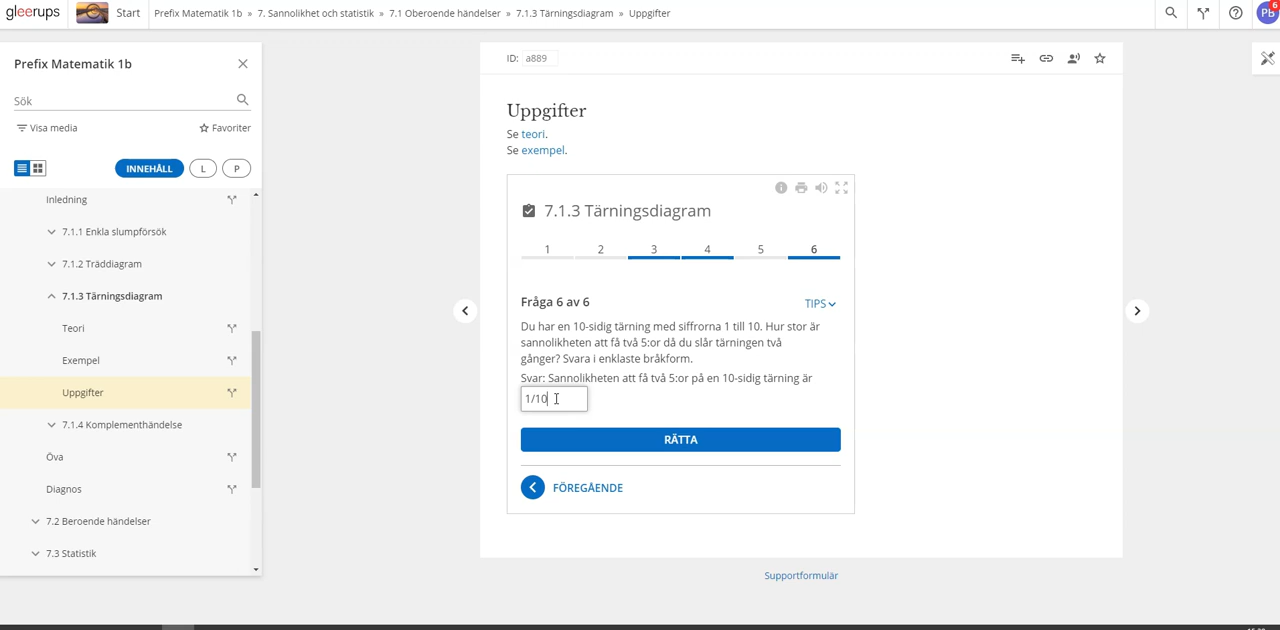 gleerups
Start
Prefix Matematik 1b » 7. Sannolikhet och statistik » 7.1 Oberoende händelser » 7.1.3 Tärningsdiagram » Uppgifter
PB
6
Prefix Matematik 1b
Sök
Visa media
Favoriter
INNEHÅLL
L
P
Inledning
7.1.1 Enkla slumpförsök
7.1.2 Träddiagram
7.1.3 Tärningsdiagram
Teori
Exempel
Uppgifter
7.1.4 Komplementhändelse
Öva
Diagnos
7.2 Beroende händelser
7.3 Statistik
ID: a889
Uppgifter
Se teori.
Se exempel.
7.1.3 Tärningsdiagram
1 2 3 4 5 6
Fråga 6 av 6
TIPS
Du har en 10-sidig tärning med siffrorna 1 till 10. Hur stor är
sannolikheten att få två 5:or då du slår tärningen två
gånger? Svara i enklaste bråkform.
Svar: Sannolikheten att få två 5:or på en 10-sidig tärning är
1/10
RÄTTA
FÖREGÅENDE
Supportformulär